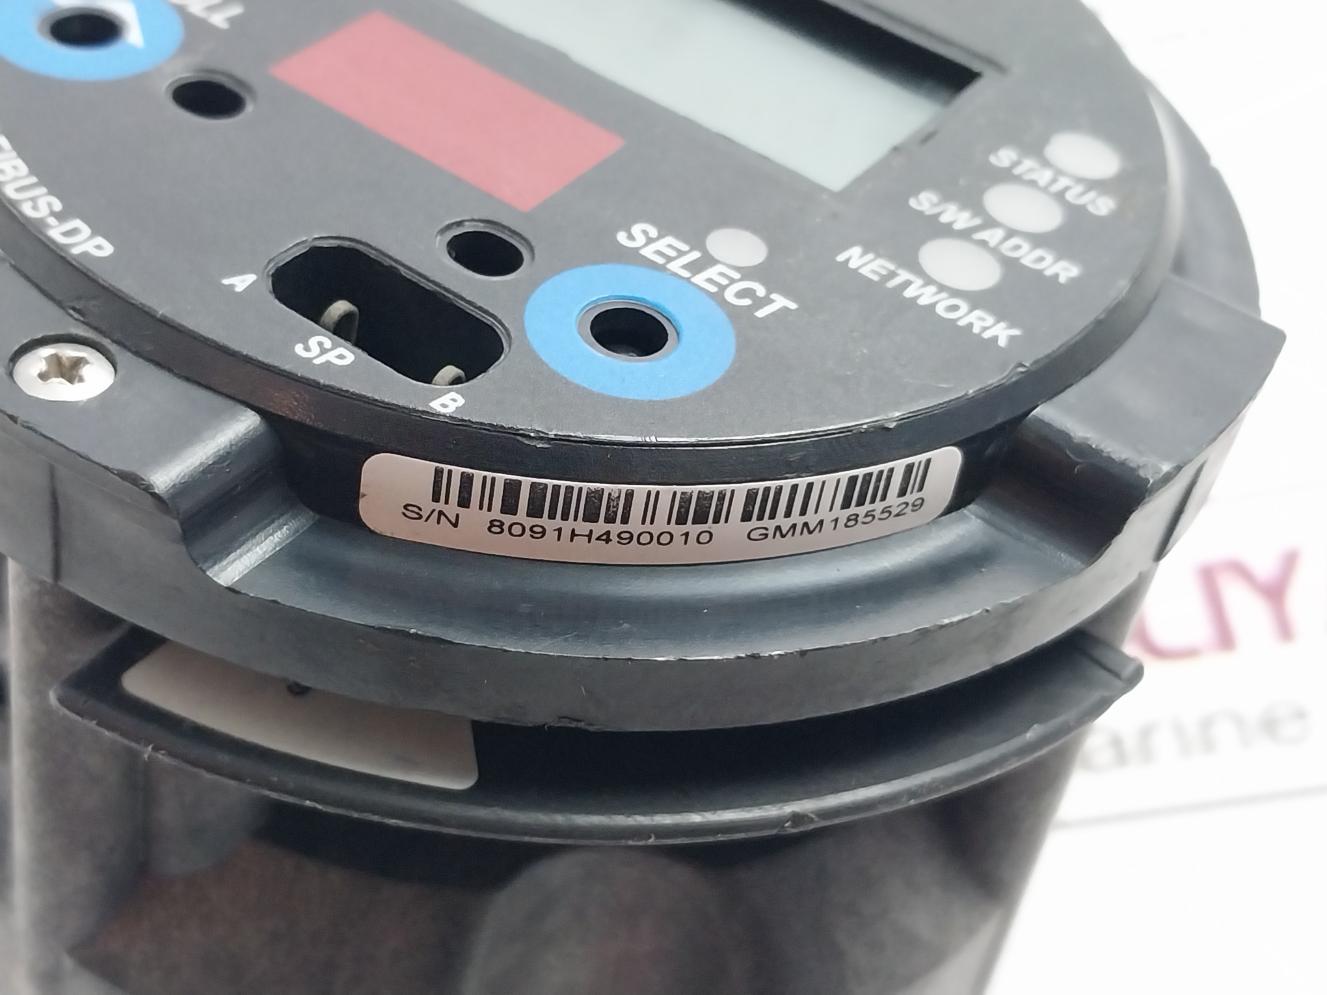 SELECT
STATUS
S/W ADDR
NETWORK
A
SP
B
S/N 8091H490010 GMM185529